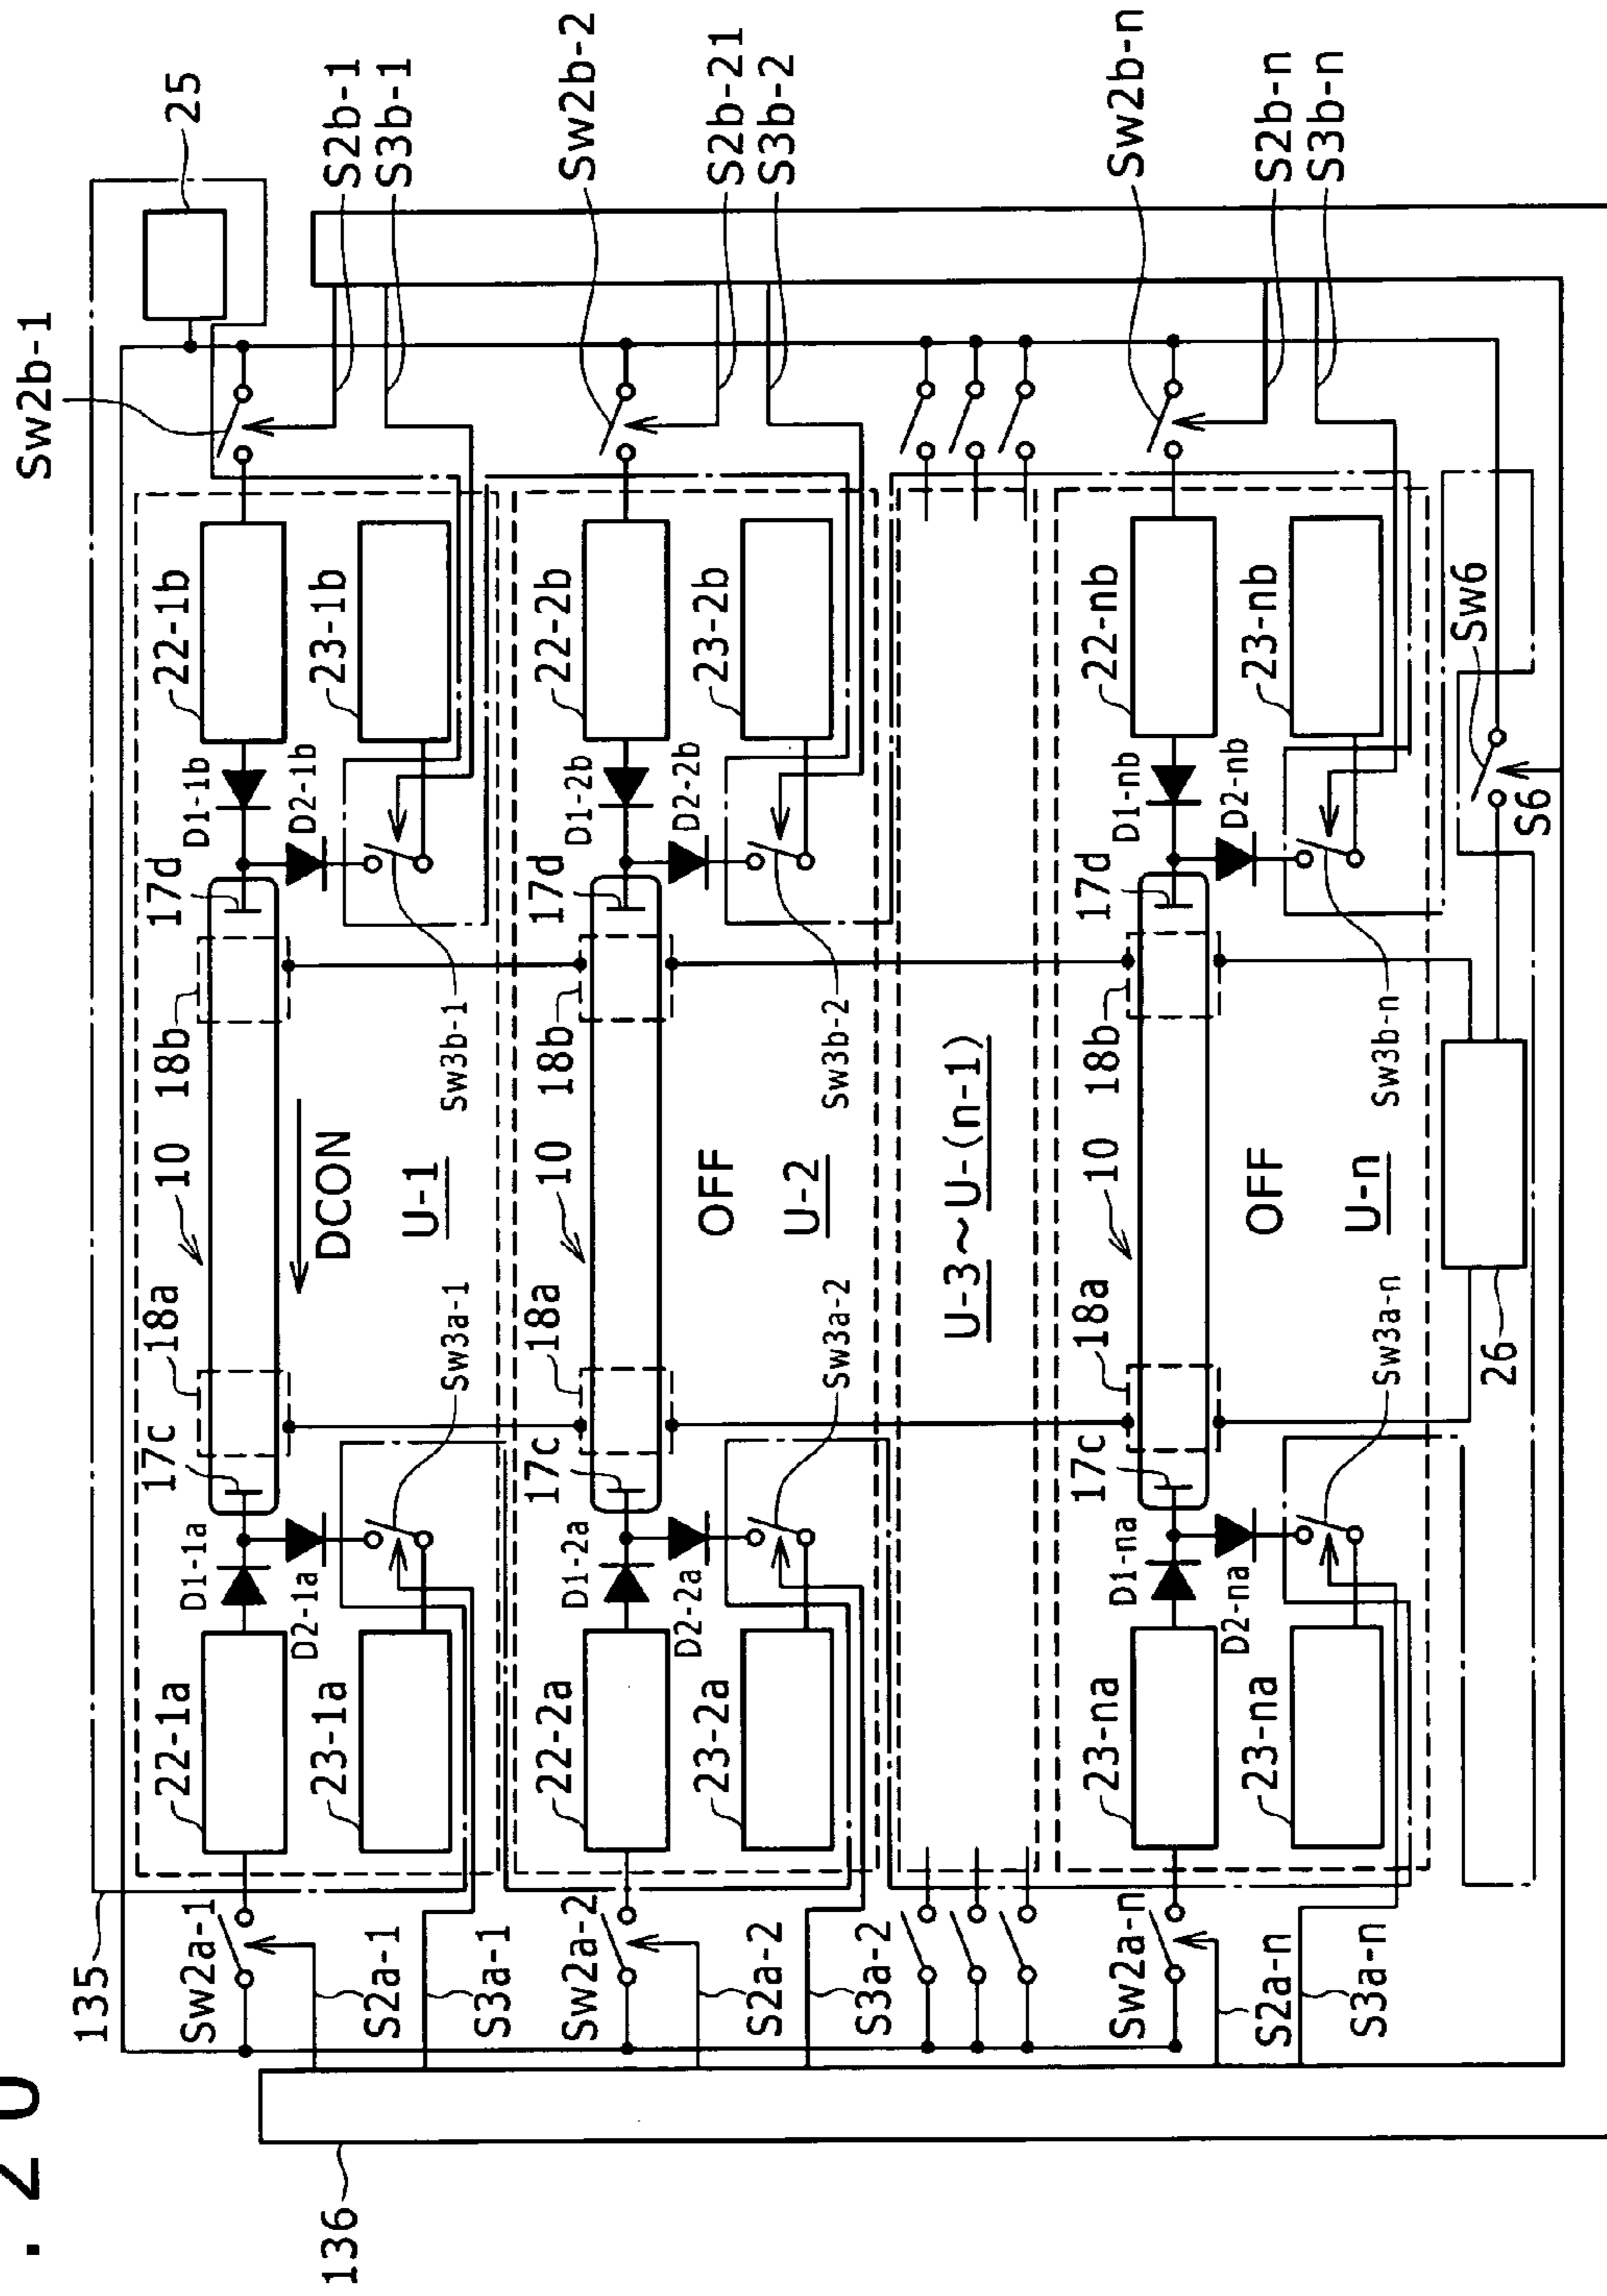 . 20
135
136
25
Sw2b-1
S2b-1
S3b-1
Sw2a-1
S2a-1
S3a-1
22-1a
23-1a
D1-1a
D2-1a
17c
18a
10
18b
17d
D1-1b
D2-1b
22-1b
23-1b
DCON
U-1
Sw3a-1
Sw3b-1
Sw2b-2
S2b-21
S3b-2
Sw2a-2
S2a-2
S3a-2
22-2a
23-2a
D1-2a
D2-2a
17c
18a
10
18b
17d
D1-2b
D2-2b
22-2b
23-2b
OFF
U-2
Sw3a-2
Sw3b-2
U-3~U-(n-1)
Sw2b-n
S2b-n
S3b-n
Sw2a-n
S2a-n
S3a-n
23-na
23-na
D1-na
D2-na
17c
18a
10
18b
17d
D1-nb
D2-nb
22-nb
23-nb
OFF
U-n
Sw3a-n
Sw3b-n
26
S6
Sw6